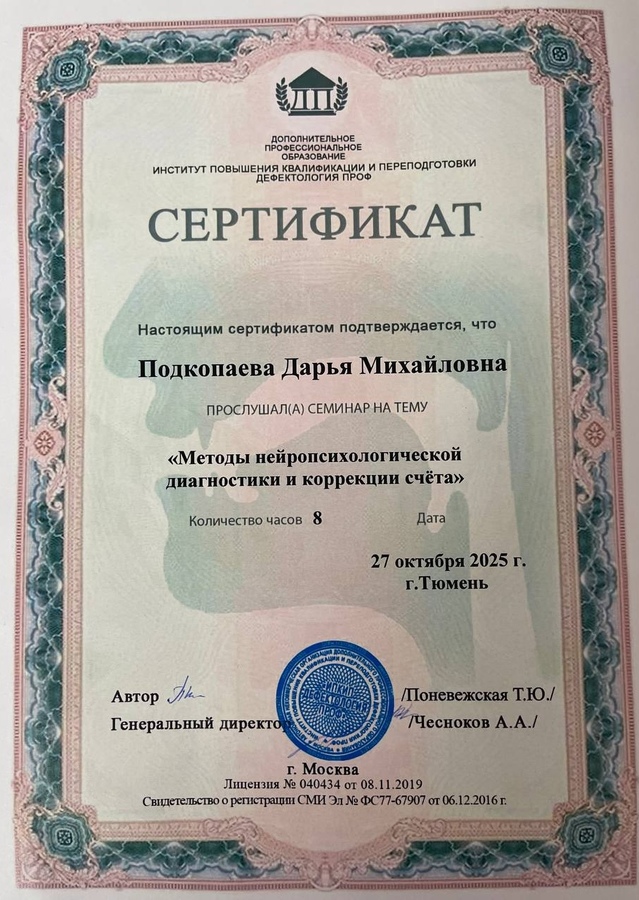 ДП
ДОПОЛНИТЕЛЬНОЕ
ПРОФЕССИОНАЛЬНОЕ
ОБРАЗОВАНИЕ
ИНСТИТУТ ПОВЫШЕНИЯ КВАЛИФИКАЦИИ И ПЕРЕПОДГОТОВКИ
ДЕФЕКТОЛОГИЯ ПРОФ
СЕРТИФИКАТ
Настоящим сертификатом подтверждается, что
Подкопаева Дарья Михайловна
ПРОСЛУШАЛ(А) СЕМИНАР НА ТЕМУ
«Методы нейропсихологической
диагностики и коррекции счёта»
Количество часов 8 Дата
27 октября 2025 г.
г.Тюмень
Автор /Поневежская Т.Ю./
Генеральный директор /Чесноков А.А./
г. Москва
Лицензия № 040434 от 08.11.2019
Свидетельство о регистрации СМИ Эл № ФС77-67907 от 06.12.2016 г.